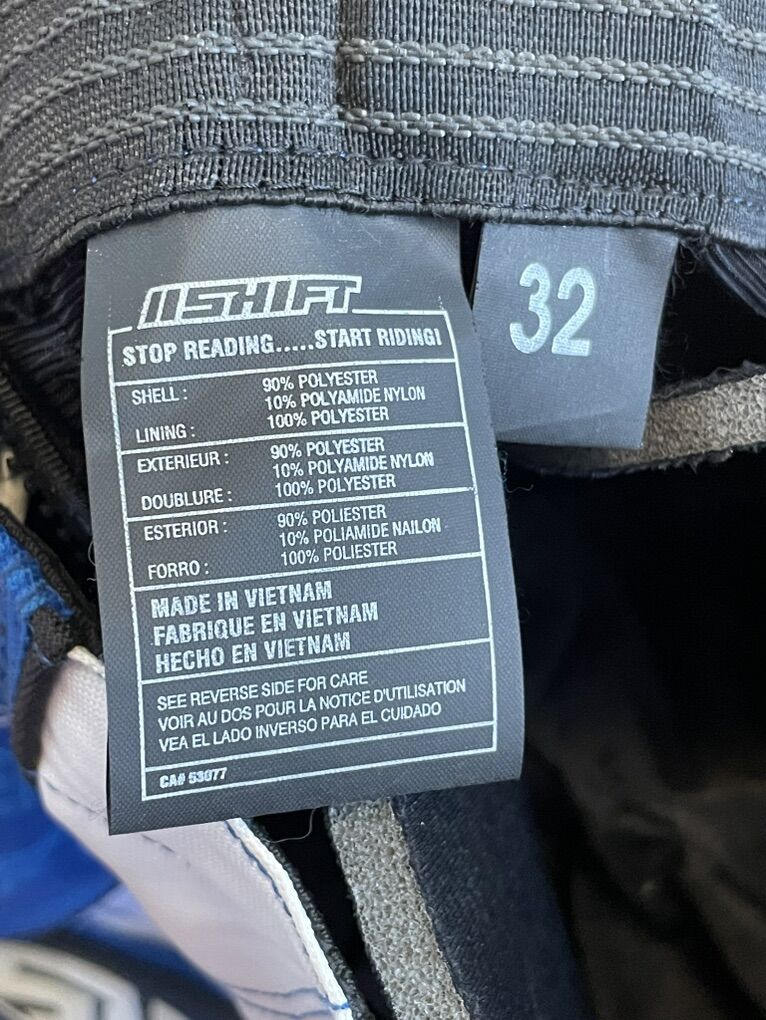 SHIFT
STOP READING.....START RIDING!
SHELL: 90% POLYESTER
10% POLYAMIDE NYLON
LINING: 100% POLYESTER
EXTERIEUR: 90% POLYESTER
10% POLYAMIDE NYLON
DOUBLURE: 100% POLYESTER
ESTERIOR: 90% POLIESTER
10% POLIAMIDE NAILON
FORRO: 100% POLIESTER
MADE IN VIETNAM
FABRIQUE EN VIETNAM
HECHO EN VIETNAM
SEE REVERSE SIDE FOR CARE
VOIR AU DOS POUR LA NOTICE D'UTILISATION
VEA EL LADO INVERSO PARA EL CUIDADO
CA# 53077
32